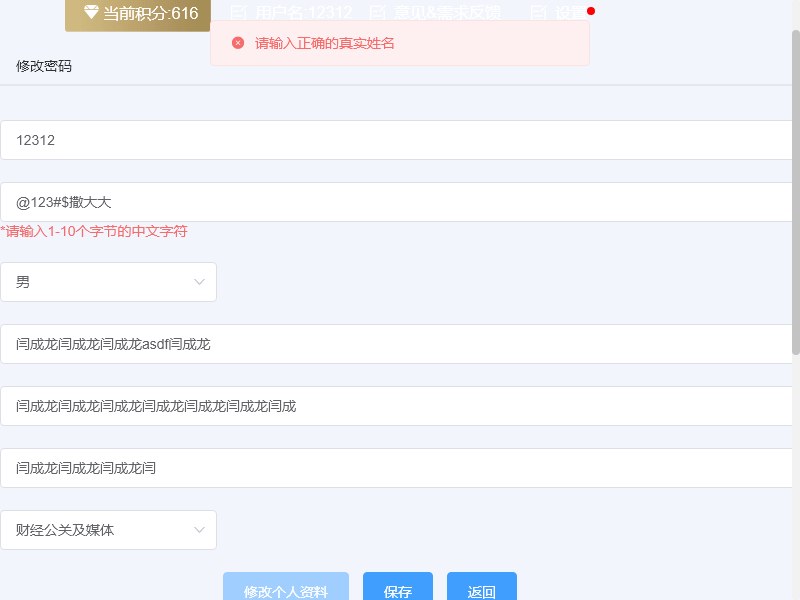 当前积分:616 用户名 12312 意见&需求反馈 设置
请输入正确的真实姓名
修改密码
12312
@123#$撒大大
*请输入1-10个字节的中文字符
男
闫成龙闫成龙闫成龙asdf闫成龙
闫成龙闫成龙闫成龙闫成龙闫成龙闫成龙闫成
闫成龙闫成龙闫成龙闫
财经公关及媒体
修改个人资料 保存 返回